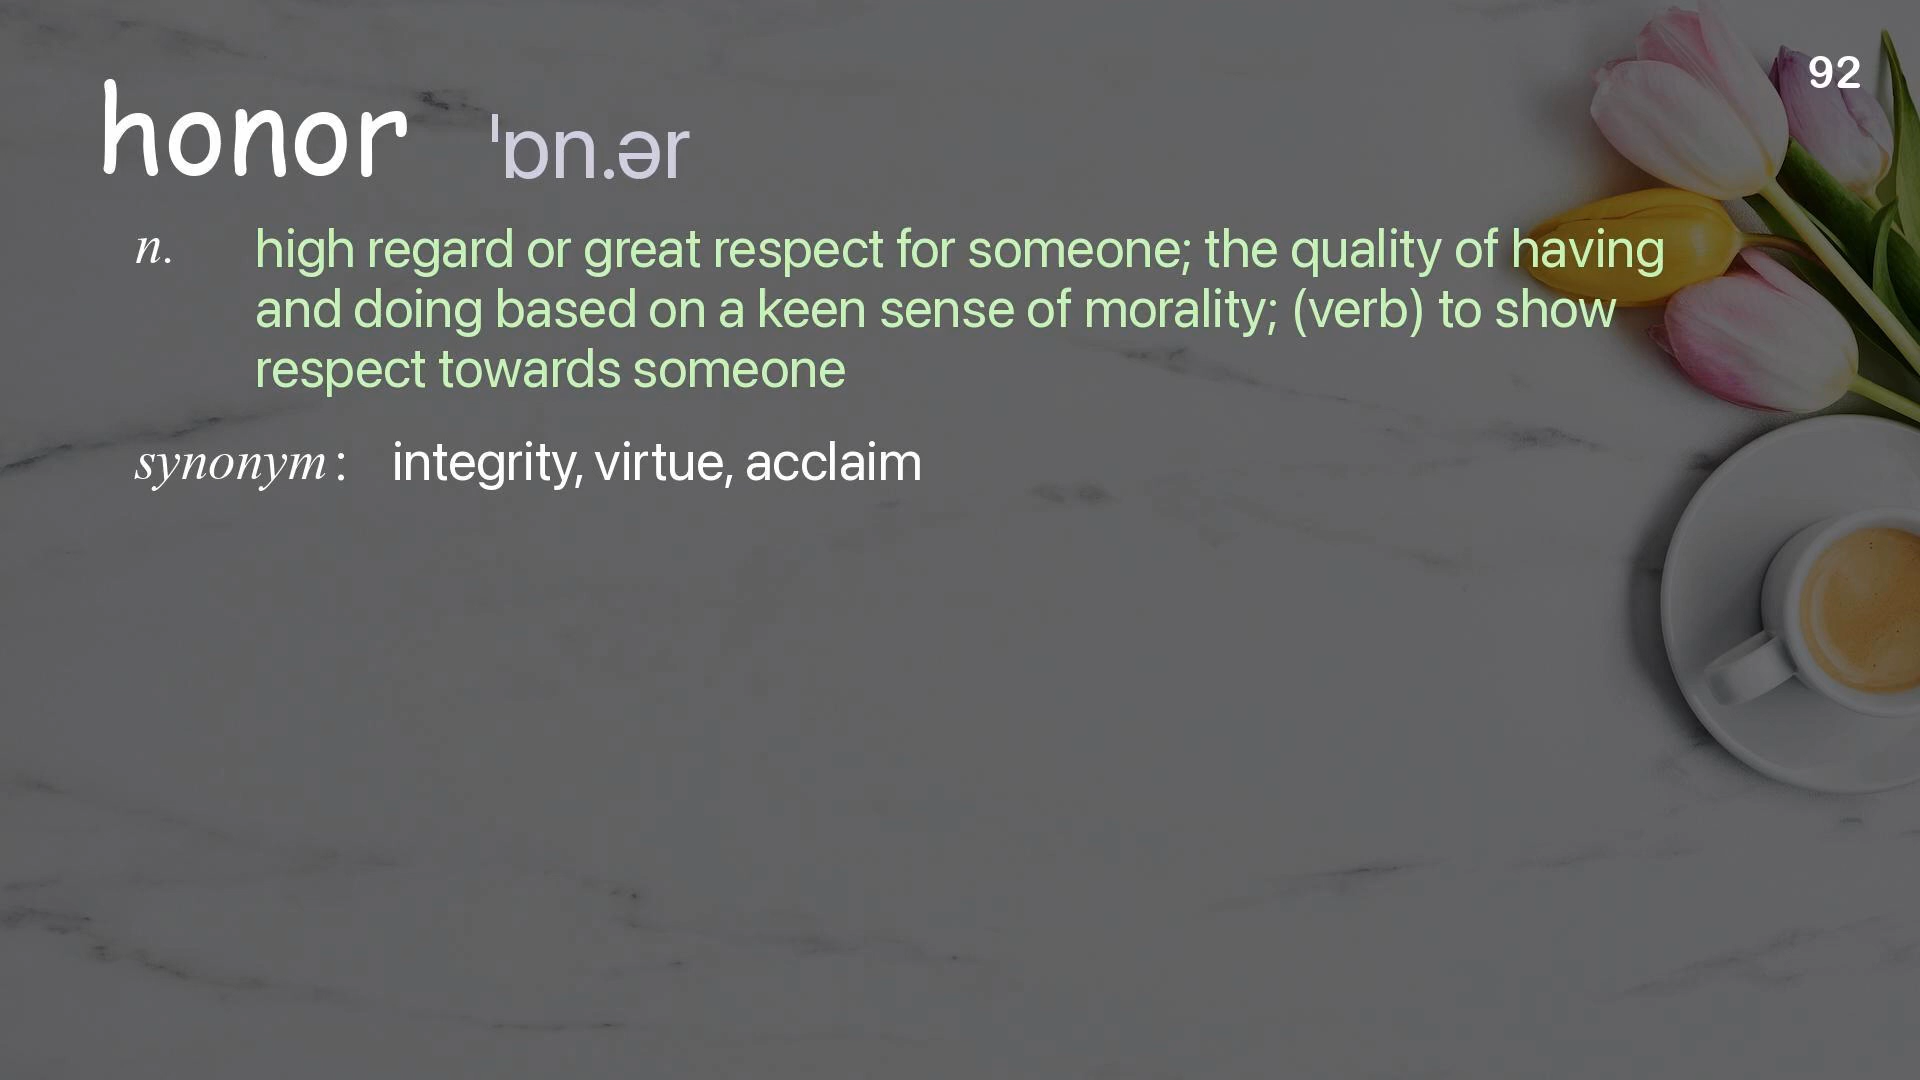 92
honor ˈɒn.ər
n. high regard or great respect for someone; the quality of having
and doing based on a keen sense of morality; (verb) to show
respect towards someone
synonym: integrity, virtue, acclaim